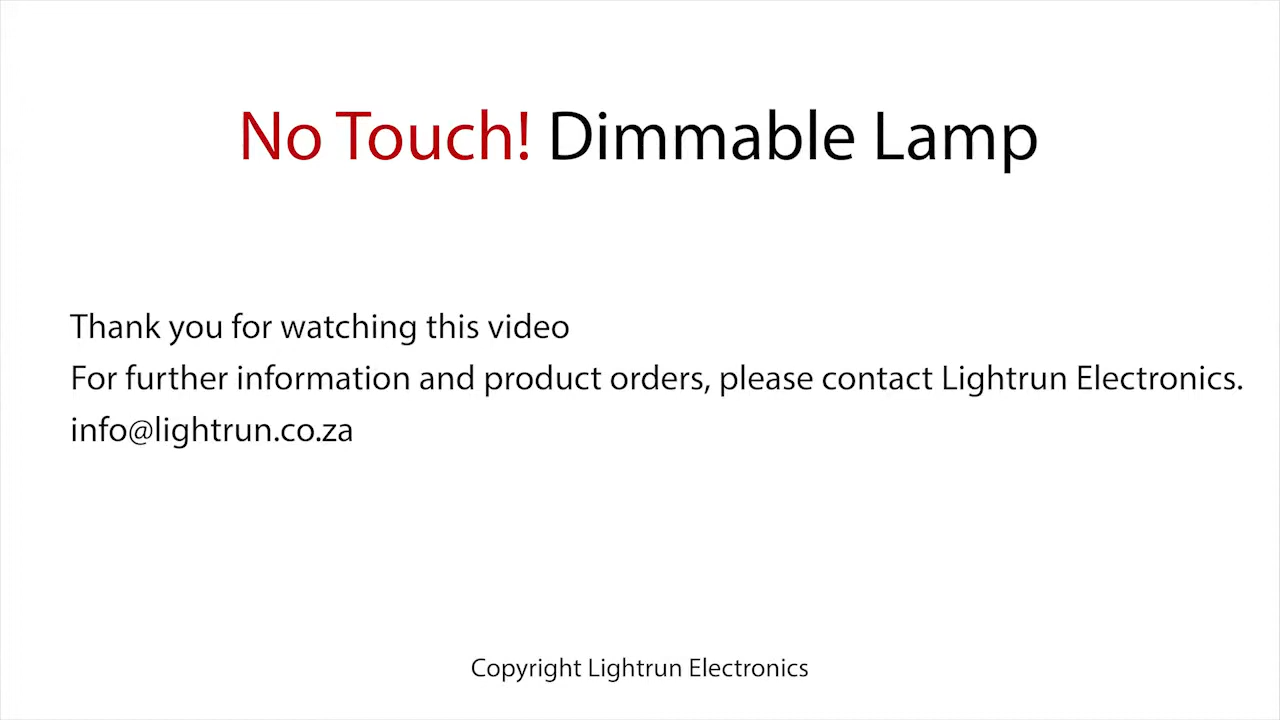 No Touch! Dimmable Lamp
Thank you for watching this video
For further information and product orders, please contact Lightrun Electronics.
info@lightrun.co.za
Copyright Lightrun Electronics